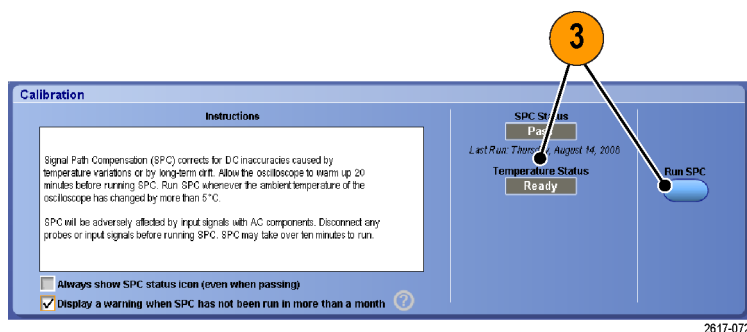 3
Calibration
Instructions
Signal Path Compensation (SPC) corrects for DC inaccuracies caused by
temperature variations or by long-term drift. Allow the oscilloscope to warm up 20
minutes before running SPC. Run SPC whenever the ambient temperature of the
oscilloscope has changed by more than 5°C.
SPC will be adversely affected by input signals with AC components. Disconnect any
probes or input signals before running SPC. SPC may take over ten minutes to run.
Always show SPC status icon (even when passing)
Display a warning when SPC has not been run in more than a month
SPC Status
Pass
Last Run: Thursday, August 14, 2008
Temperature Status
Ready
Run SPC
2617-072